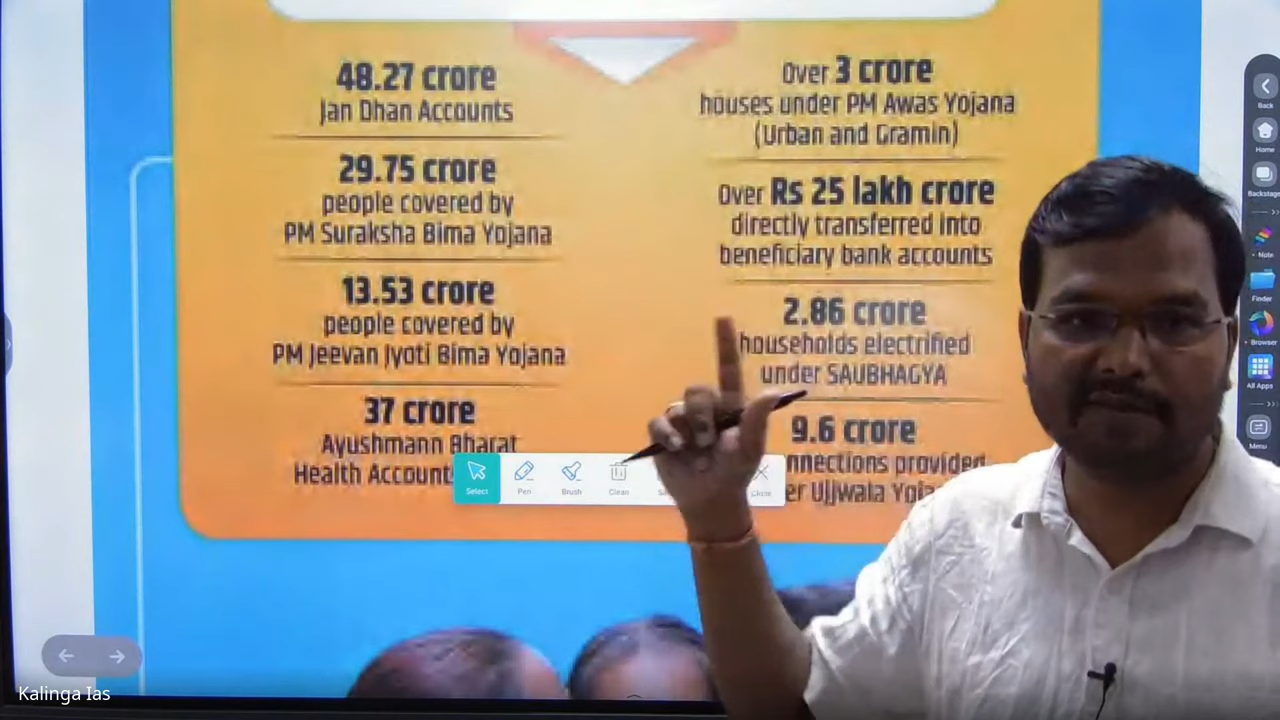 48.27 crore
Jan Dhan Accounts
29.75 crore
people covered by
PM Suraksha Bima Yojana
13.53 crore
people covered by
PM Jeevan Jyoti Bima Yojana
37 crore
Ayushmann Bharat
Health Account
Over 3 crore
houses under PM Awas Yojana
(Urban and Gramin)
Over Rs 25 lakh crore
directly transferred into
beneficiary bank accounts
2.86 crore
households electrified
under SAUBHAGYA
9.6 crore
nnections provided
er Ujjwala
Select
Pen
Brush
Clean
Close
Back
Home
Backstage
Note
Finder
Browser
All Apps
Menu
Kalinga Ias